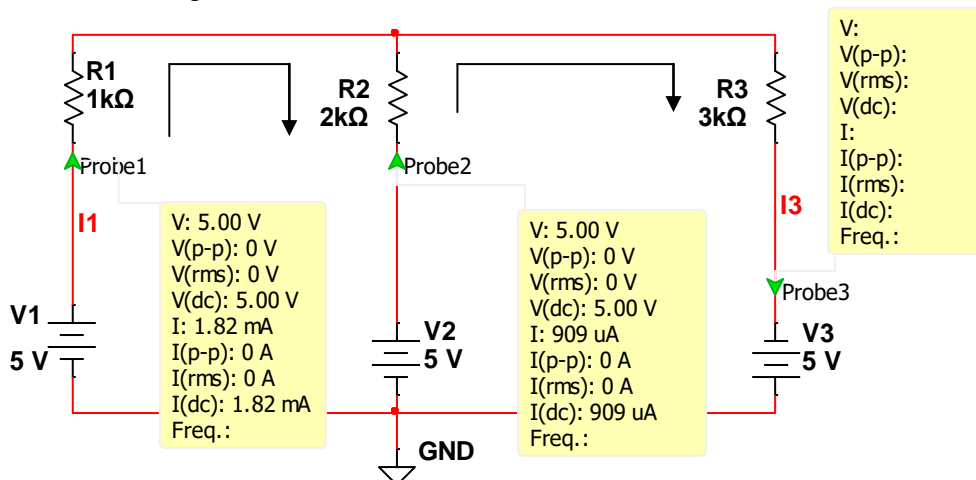 R1
1kΩ
R2
2kΩ
R3
3kΩ
V:
V(p-p):
V(rms):
V(dc):
I:
I(p-p):
I(rms):
I(dc):
Freq.:
Probe1
Probe2
I1
I3
V: 5.00 V
V(p-p): 0 V
V(rms): 0 V
V(dc): 5.00 V
I: 1.82 mA
I(p-p): 0 A
I(rms): 0 A
I(dc): 1.82 mA
Freq.:
V: 5.00 V
V(p-p): 0 V
V(rms): 0 V
V(dc): 5.00 V
I: 909 uA
I(p-p): 0 A
I(rms): 0 A
I(dc): 909 uA
Freq.:
Probe3
V1
5 V
V2
5 V
V3
5 V
GND